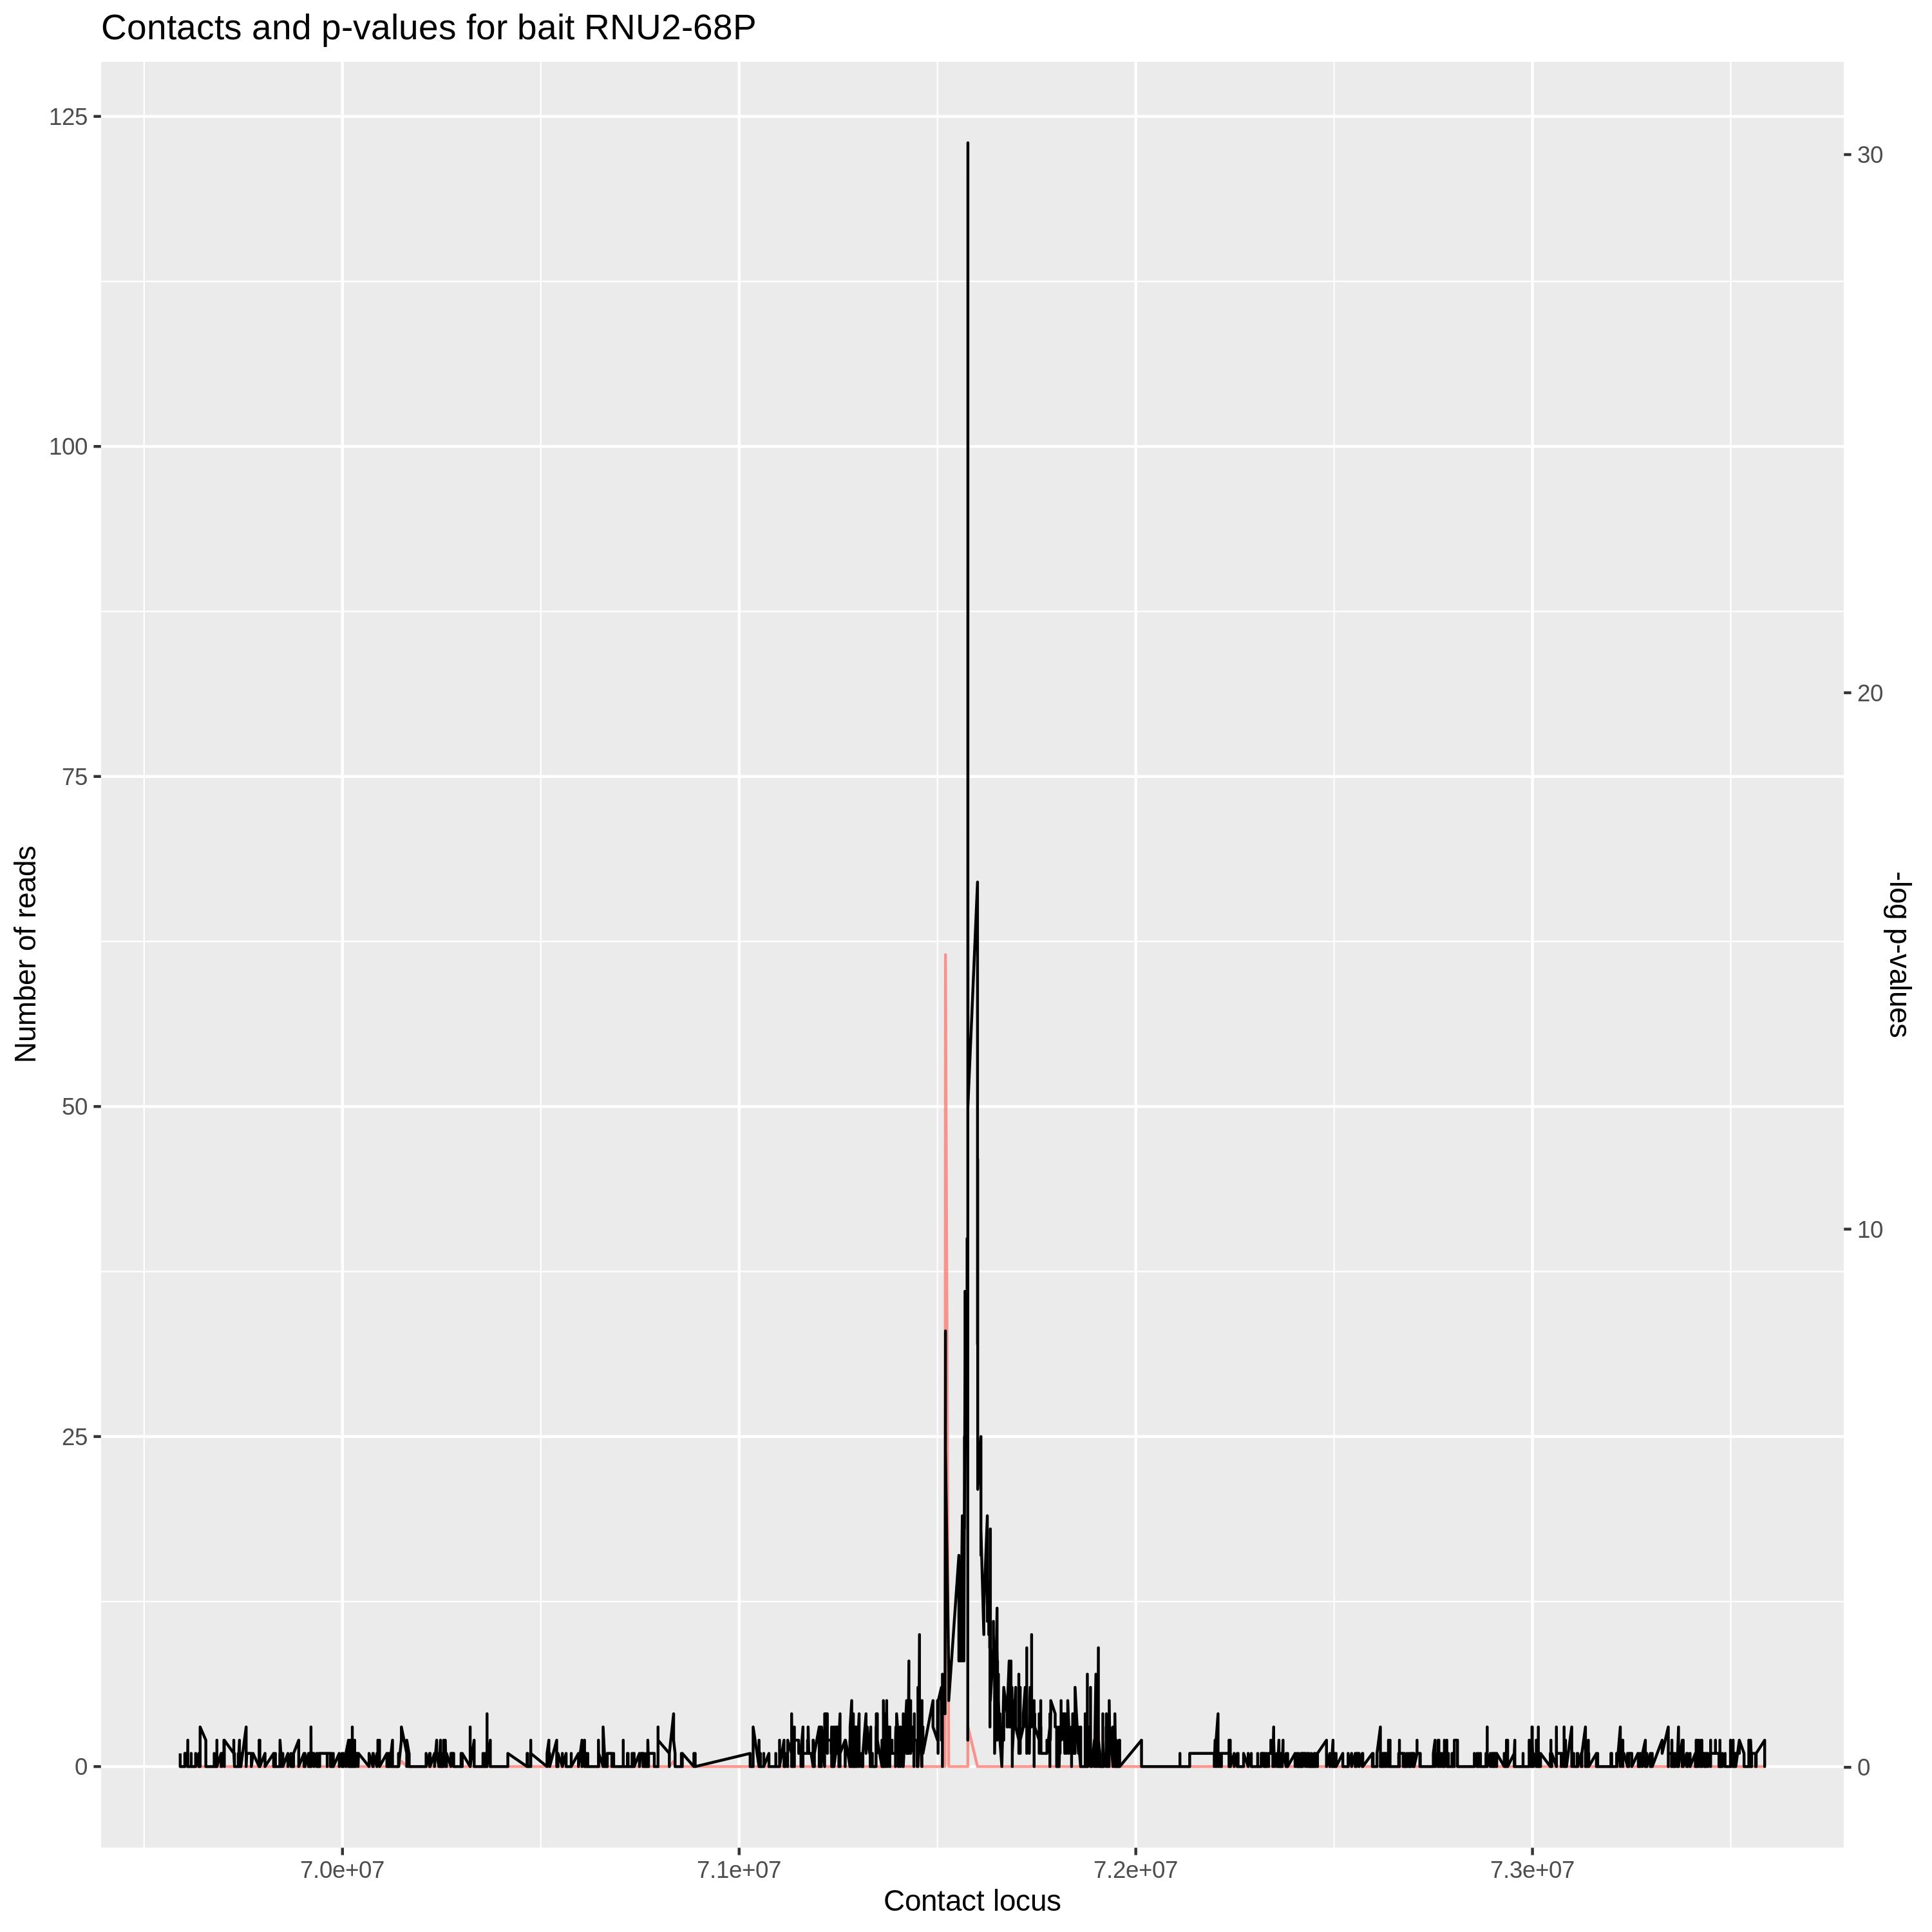 Contacts and p-values for bait RNU2-68P
125
100
75
50
25
0
Number of reads
30
20
10
0
-log p-values
7.0e+07
7.1e+07
7.2e+07
7.3e+07
Contact locus